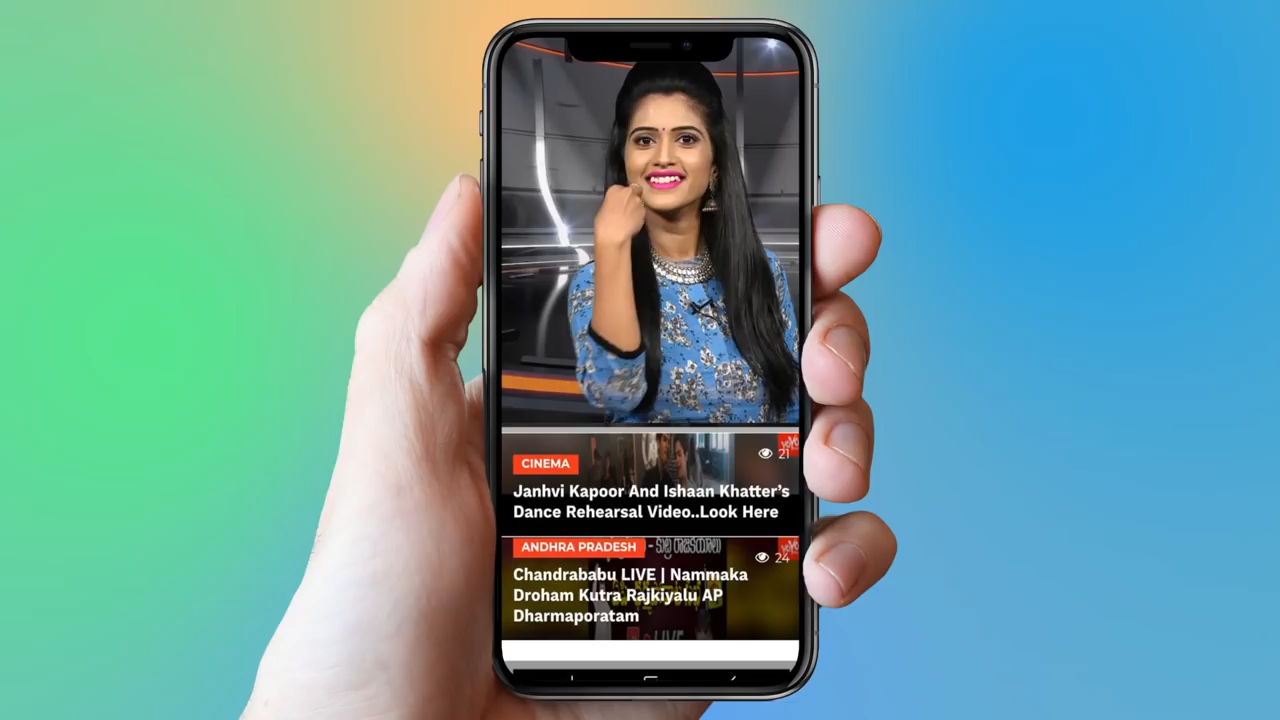 21
CINEMA
Janhvi Kapoor And Ishaan Khatter’s
Dance Rehearsal Video..Look Here
ANDHRA PRADESH
24
Chandrababu LIVE | Nammaka
Droham Kutra Rajkiyalu AP
Dharmaporatam
LIVE